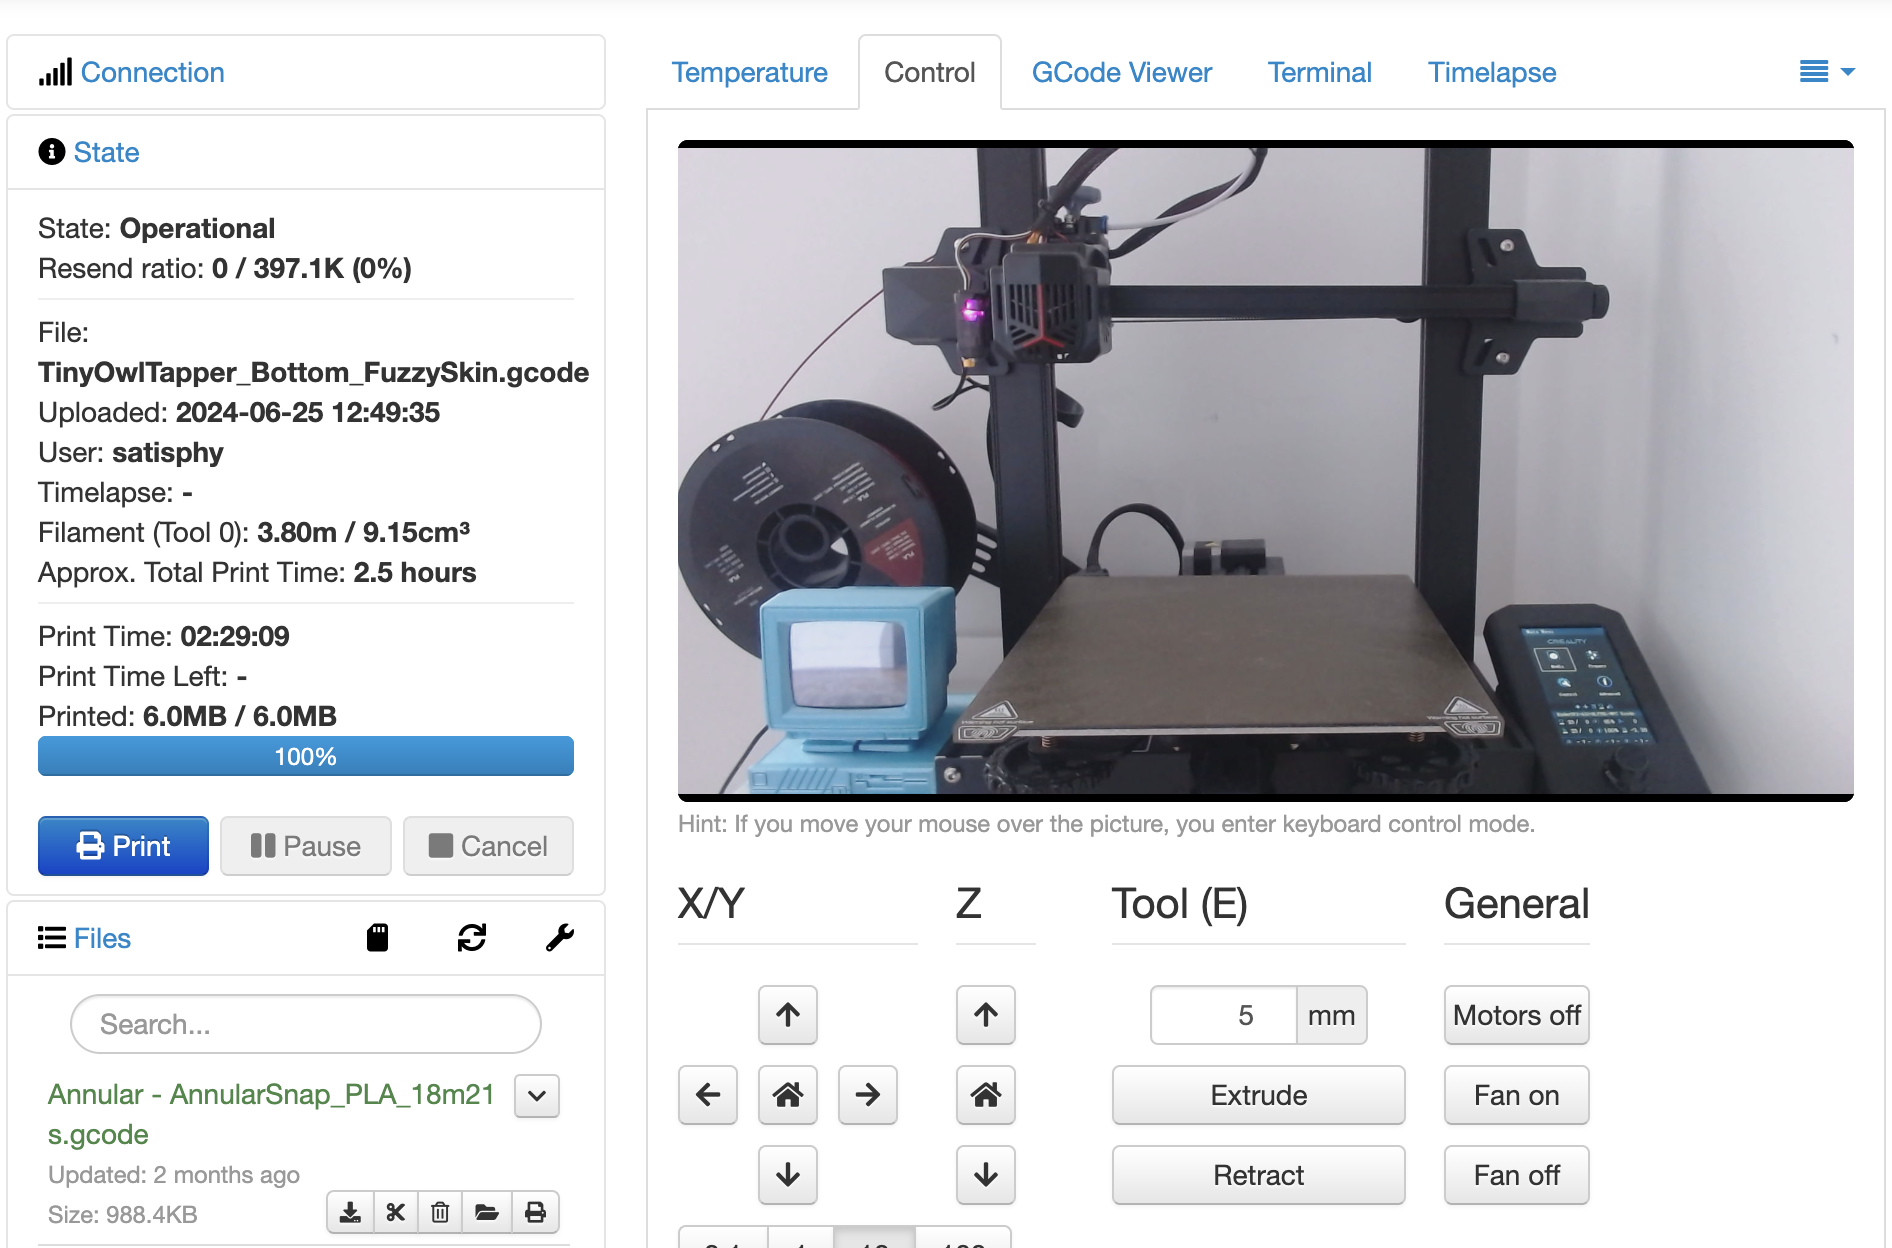 Connection
State
State: Operational
Resend ratio: 0 / 397.1K (0%)
File:
TinyOwlTapper_Bottom_FuzzySkin.gcode
Uploaded: 2024-06-25 12:49:35
User: satisphy
Timelapse: -
Filament (Tool 0): 3.80m / 9.15cm³
Approx. Total Print Time: 2.5 hours
Print Time: 02:29:09
Print Time Left: -
Printed: 6.0MB / 6.0MB
100%
Print Pause Cancel
Files
Search...
Annular - AnnularSnap_PLA_18m21
s.gcode
Updated: 2 months ago
Size: 988.4KB
Temperature Control GCode Viewer Terminal Timelapse
CREALITY
PLA
Hint: If you move your mouse over the picture, you enter keyboard control mode.
X/Y Z Tool (E) General
5 mm Motors off
Extrude Fan on
Retract Fan off